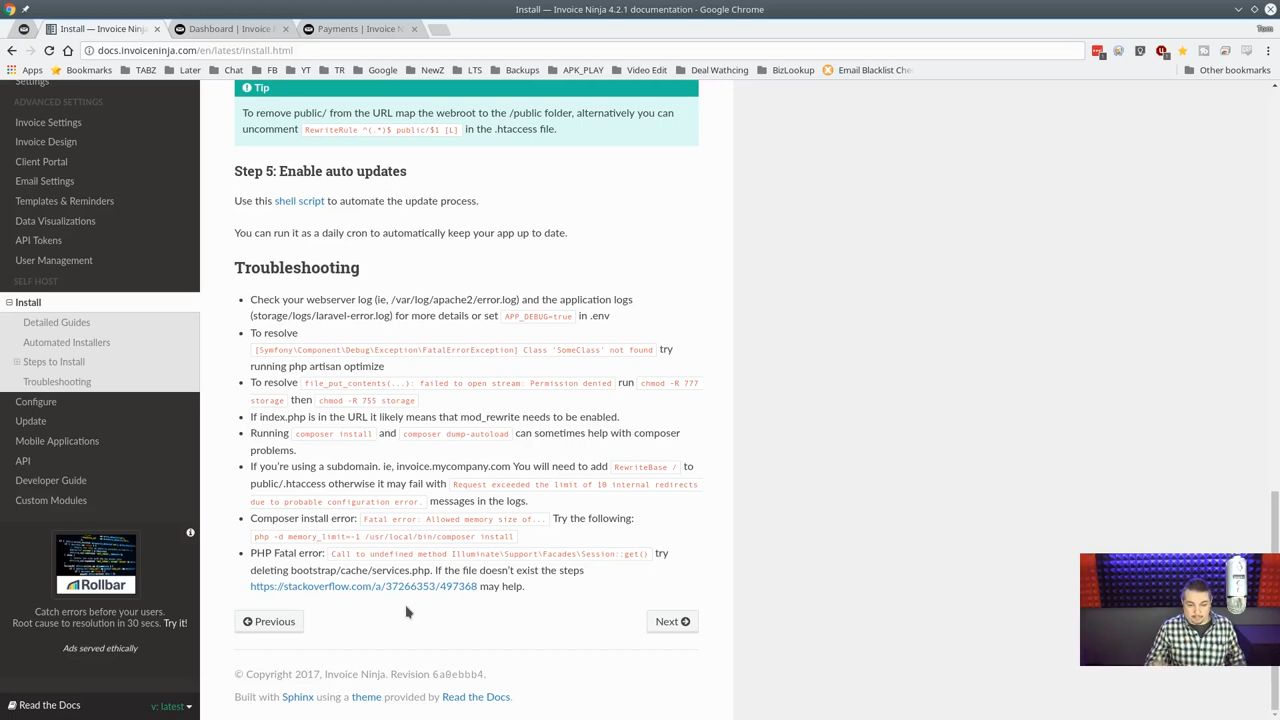 Install — Invoice Ninja 4.2.1 documentation - Google Chrome
Install — Invoice Ninja
Dashboard | Invoice
Payments | Invoice N
Tom
docs.invoiceninja.com/en/latest/install.html
Apps
Bookmarks
TABZ
Later
Chat
FB
YT
TR
Google
NewZ
LTS
Backups
APK_PLAY
Video Edit
Deal Wathcing
BizLookup
Email Blacklist Che
Other bookmarks
Settings
ADVANCED SETTINGS
Invoice Settings
Invoice Design
Client Portal
Email Settings
Templates & Reminders
Data Visualizations
API Tokens
User Management
SELF HOST
Install
Detailed Guides
Automated Installers
Steps to Install
Troubleshooting
Configure
Update
Mobile Applications
API
Developer Guide
Custom Modules
Rollbar
Catch errors before your users.
Root cause to resolution in 30 secs. Try it!
Ads served ethically
Read the Docs
v: latest
Tip
To remove public/ from the URL map the webroot to the /public folder, alternatively you can
uncomment RewriteRule ^(.*)$ public/$1 [L] in the .htaccess file.
Step 5: Enable auto updates
Use this shell script to automate the update process.
You can run it as a daily cron to automatically keep your app up to date.
Troubleshooting
Check your webserver log (ie, /var/log/apache2/error.log) and the application logs
(storage/logs/laravel-error.log) for more details or set APP_DEBUG=true in .env
To resolve
[Symfony\Component\Debug\Exception\FatalErrorException] Class 'SomeClass' not found try
running php artisan optimize
To resolve file_put_contents(...): failed to open stream: Permission denied run chmod -R 777
storage then chmod -R 755 storage
If index.php is in the URL it likely means that mod_rewrite needs to be enabled.
Running composer install and composer dump-autoload can sometimes help with composer
problems.
If you're using a subdomain. ie, invoice.mycompany.com You will need to add RewriteBase / to
public/.htaccess otherwise it may fail with Request exceeded the limit of 10 internal redirects
due to probable configuration error. messages in the logs.
Composer install error: Fatal error: Allowed memory size of... Try the following:
php -d memory_limit=-1 /usr/local/bin/composer install
PHP Fatal error: Call to undefined method Illuminate\Support\Facades\Session::get() try
deleting bootstrap/cache/services.php. If the file doesn't exist the steps
https://stackoverflow.com/a/37266353/497368 may help.
Previous
Next
© Copyright 2017, Invoice Ninja. Revision 6a0ebbb4.
Built with Sphinx using a theme provided by Read the Docs.